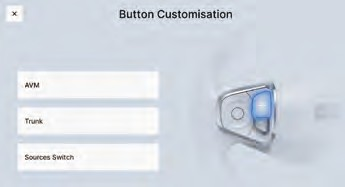 Button Customisation
AVM
Trunk
Sources Switch